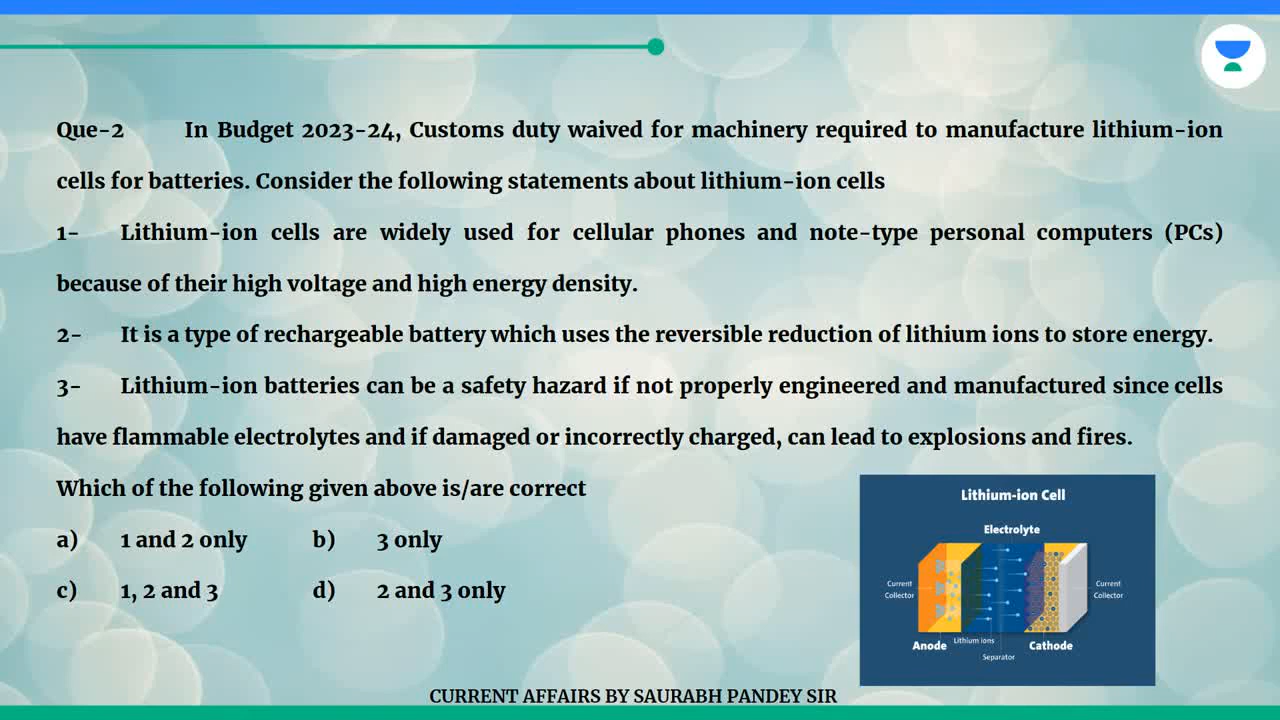 Que-2 In Budget 2023-24, Customs duty waived for machinery required to manufacture lithium-ion
cells for batteries. Consider the following statements about lithium-ion cells
1- Lithium-ion cells are widely used for cellular phones and note-type personal computers (PCs)
because of their high voltage and high energy density.
2- It is a type of rechargeable battery which uses the reversible reduction of lithium ions to store energy.
3- Lithium-ion batteries can be a safety hazard if not properly engineered and manufactured since cells
have flammable electrolytes and if damaged or incorrectly charged, can lead to explosions and fires.
Which of the following given above is/are correct
a) 1 and 2 only b) 3 only
c) 1, 2 and 3 d) 2 and 3 only
Lithium-ion Cell
Electrolyte
Current
Collector
Current
Collector
Anode
Lithium ions
Cathode
Separator
CURRENT AFFAIRS BY SAURABH PANDEY SIR